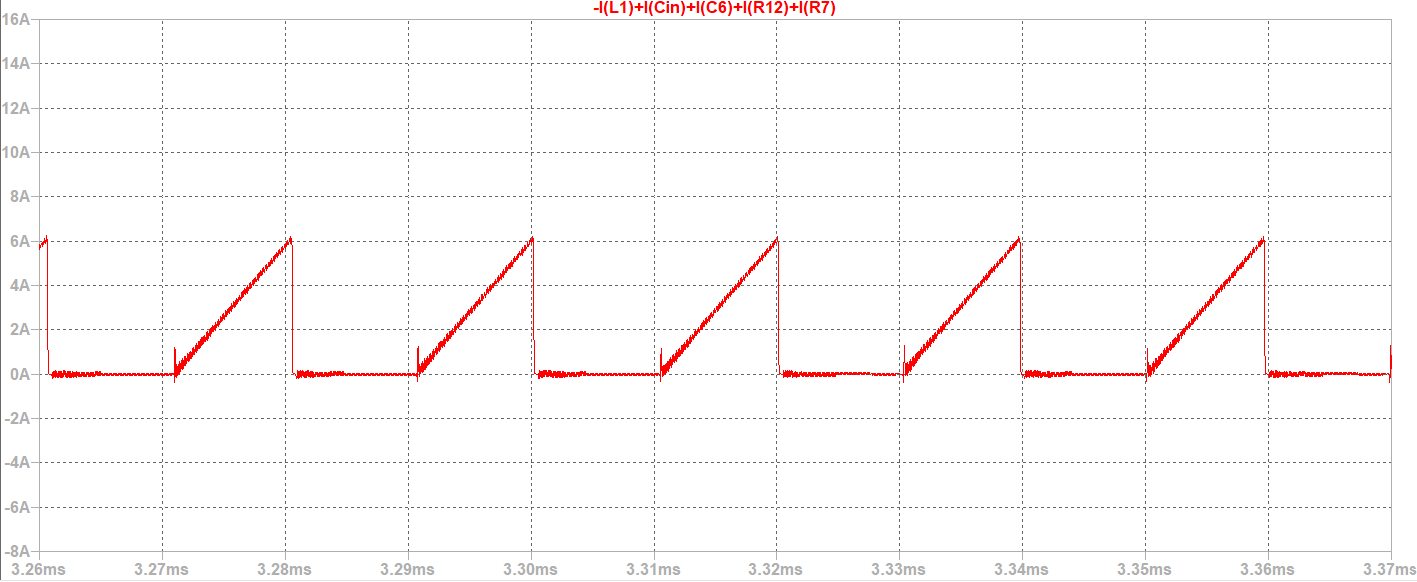 -I(L1)+I(Cin)+I(C6)+I(R12)+I(R7)
16A
14A
12A
10A
8A
6A
4A
2A
0A
-2A
-4A
-6A
-8A
3.26ms 3.27ms 3.28ms 3.29ms 3.30ms 3.31ms 3.32ms 3.33ms 3.34ms 3.35ms 3.36ms 3.37ms